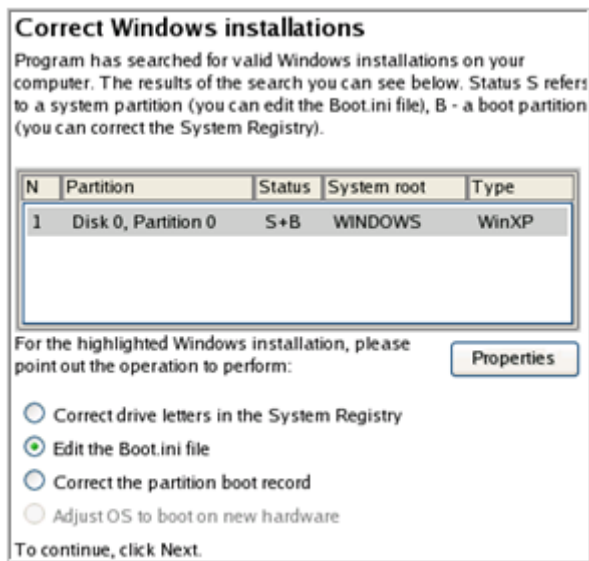 Correct Windows installations
Program has searched for valid Windows installations on your
computer. The results of the search you can see below. Status S refers
to a system partition (you can edit the Boot.ini file), B - a boot partition
(you can correct the System Registry).
N Partition Status System root Type
1 Disk 0, Partition 0 S+B WINDOWS WinXP
For the highlighted Windows installation, please
point out the operation to perform:
Properties
Correct drive letters in the System Registry
Edit the Boot.ini file
Correct the partition boot record
Adjust OS to boot on new hardware
To continue, click Next.